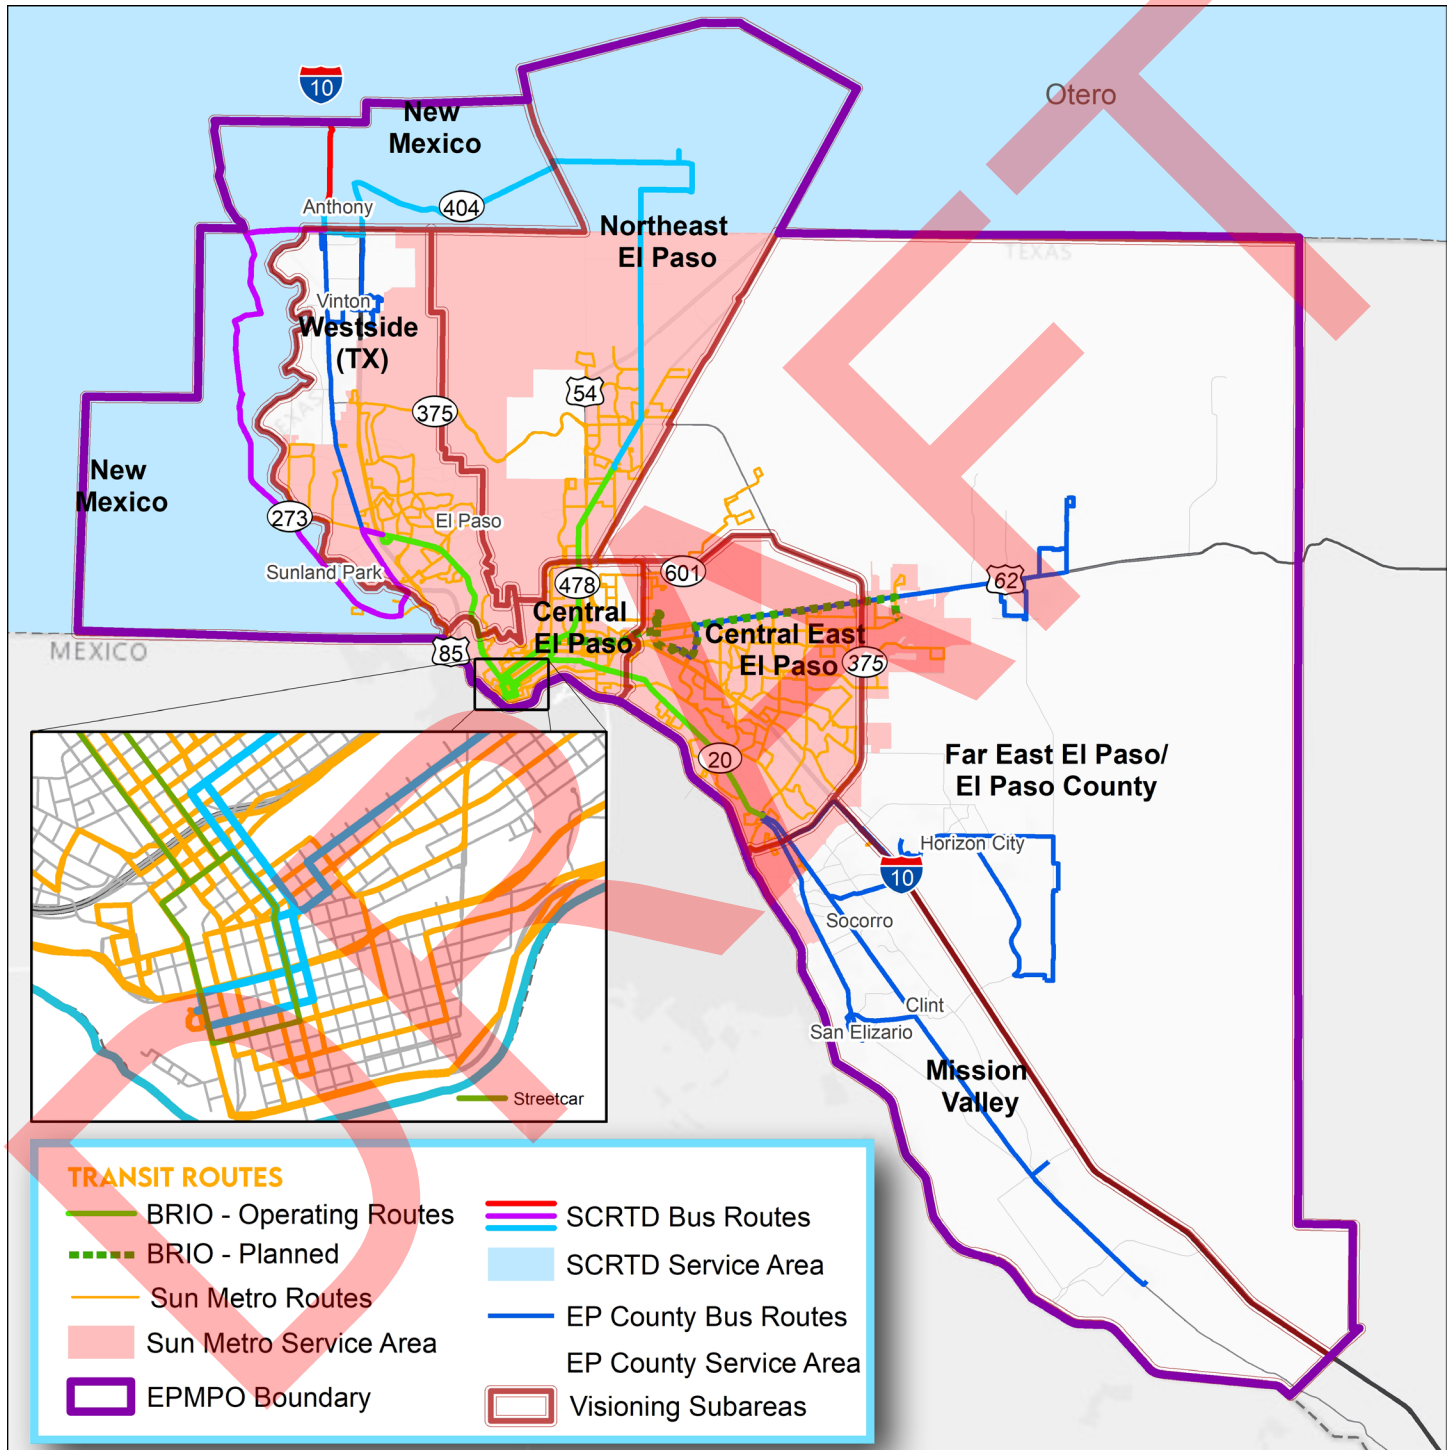 10
New
Mexico
Otero
Anthony
404
Northeast
El Paso
TEXAS
Vinton
Westside
(TX)
54
375
TEXAS
New
Mexico
273
El Paso
Sunland Park
478
601
62
Central
El Paso
Central East
El Paso
375
MEXICO
85
20
Far East El Paso/
El Paso County
Horizon City
10
Socorro
Clint
San Elizario
Mission
Valley
Streetcar
TRANSIT ROUTES
BRIO - Operating Routes
BRIO - Planned
Sun Metro Routes
Sun Metro Service Area
EPMPO Boundary
SCRTD Bus Routes
SCRTD Service Area
EP County Bus Routes
EP County Service Area
Visioning Subareas
DRAFT